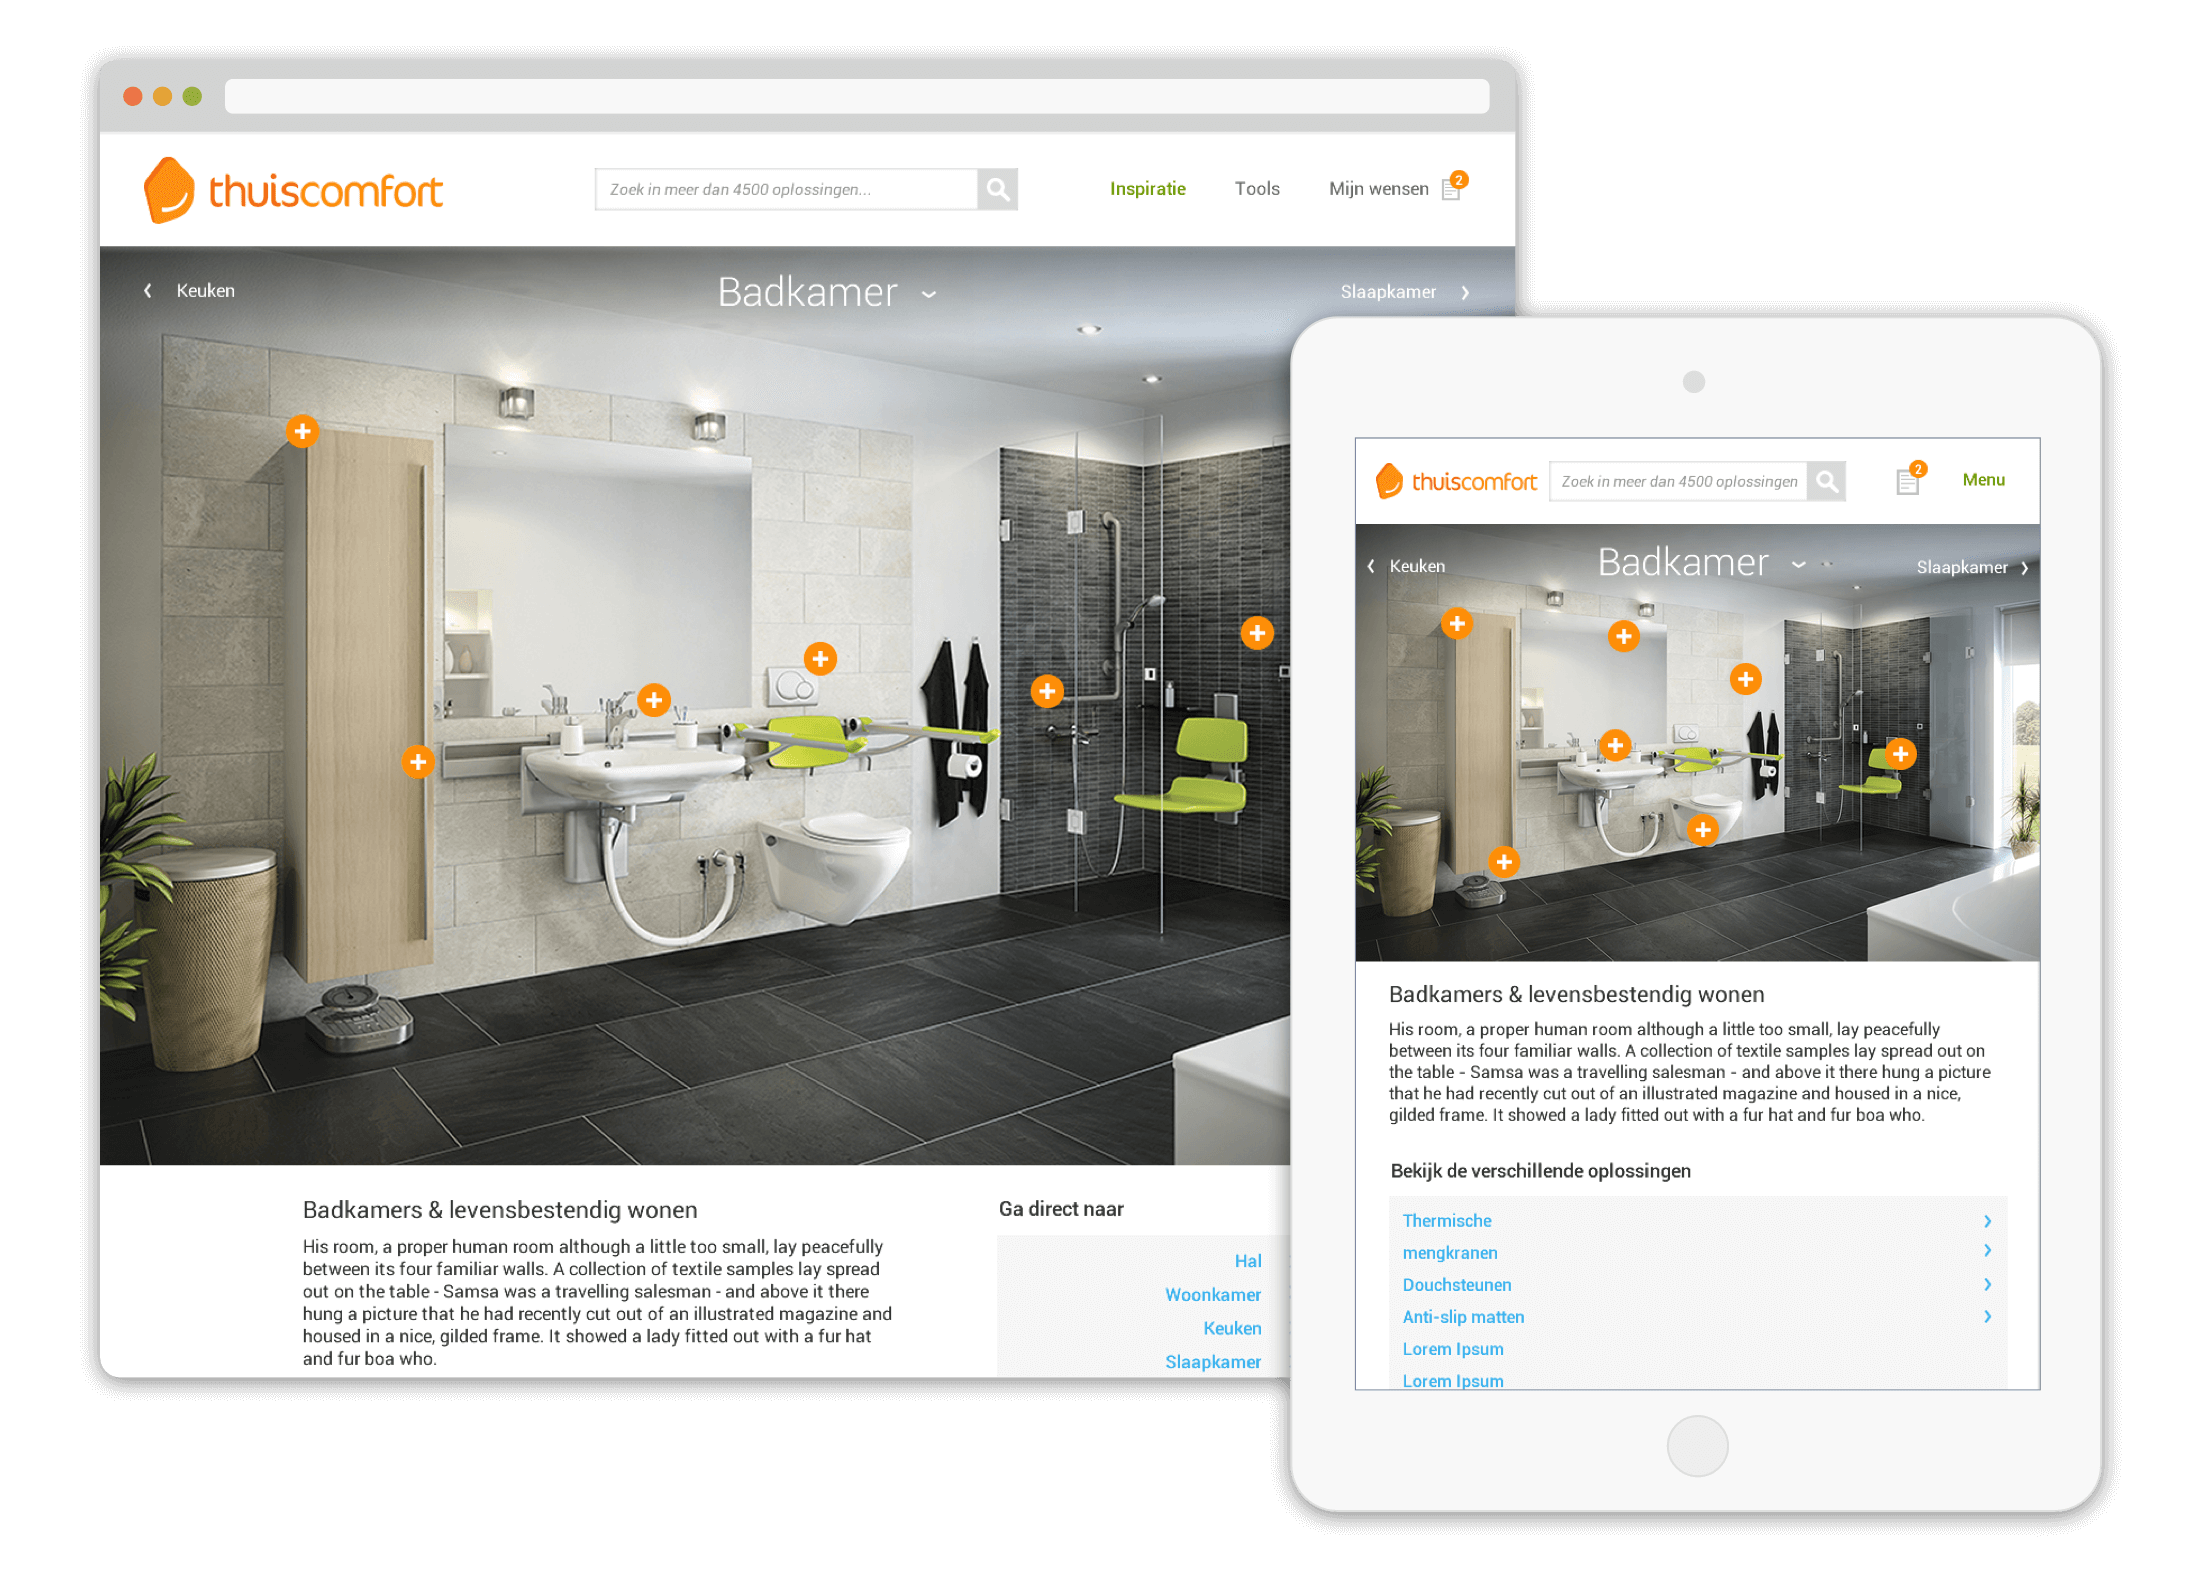 thuiscomfort
Zoek in meer dan 4500 oplossingen...
Inspiratie
Tools
Mijn wensen
2
Keuken
Badkamer
Slaapkamer
Badkamers & levensbestendig wonen
His room, a proper human room although a little too small, lay peacefully
between its four familiar walls. A collection of textile samples lay spread
out on the table - Samsa was a travelling salesman - and above it there
hung a picture that he had recently cut out of an illustrated magazine and
housed in a nice, gilded frame. It showed a lady fitted out with a fur hat
and fur boa who.
Ga direct naar
Hal
Woonkamer
Keuken
Slaapkamer
thuiscomfort
Zoek in meer dan 4500 oplossingen
2
Menu
Keuken
Badkamer
Slaapkamer
Badkamers & levensbestendig wonen
His room, a proper human room although a little too small, lay peacefully
between its four familiar walls. A collection of textile samples lay spread out on
the table - Samsa was a travelling salesman - and above it there hung a picture
that he had recently cut out of an illustrated magazine and housed in a nice,
gilded frame. It showed a lady fitted out with a fur hat and fur boa who.
Bekijk de verschillende oplossingen
Thermische
mengkranen
Douchsteunen
Anti-slip matten
Lorem Ipsum
Lorem Ipsum